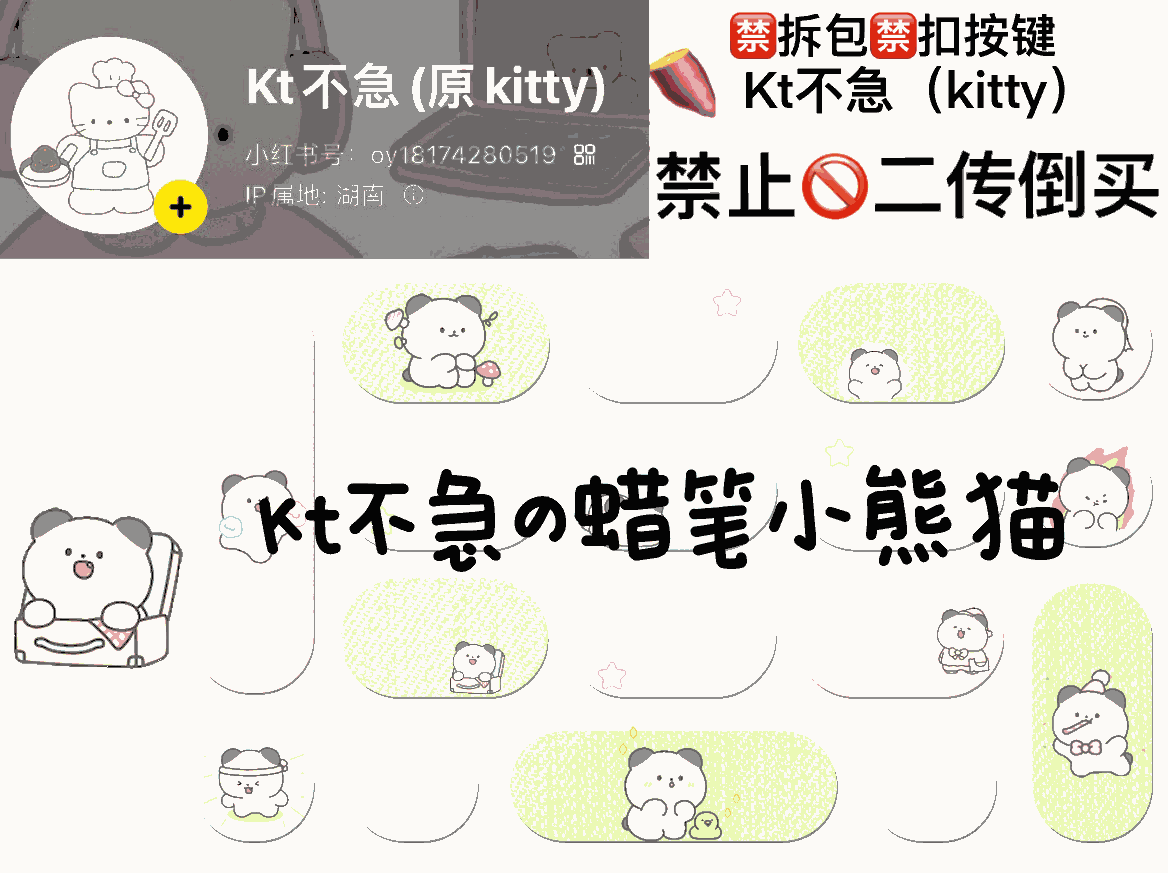 Kt不急 (原 kitty)
小红书号：oy18174280519
IP 属地: 湖南
🈲拆包🈲扣按键
Kt不急（kitty）
禁止🚫二传倒买
kt不急の蜡笔小熊猫